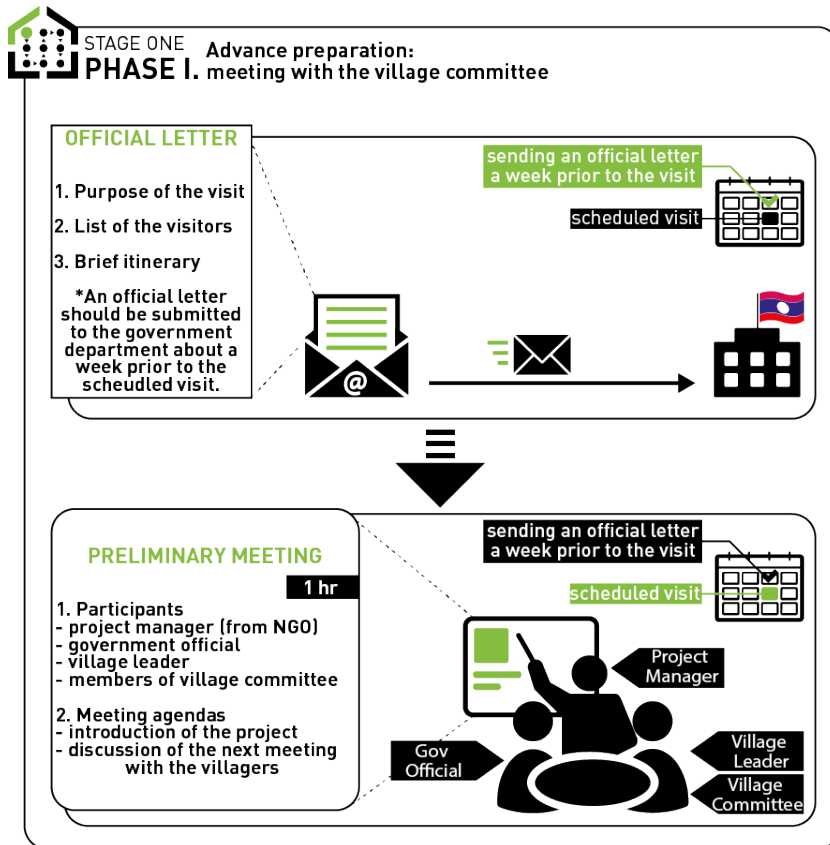 STAGE ONE
PHASE I.
Advance preparation:
meeting with the village committee
OFFICIAL LETTER
1. Purpose of the visit
2. List of the visitors
3. Brief itinerary
*An official letter
should be submitted
to the government
department about a
week prior to the
scheudled visit.
sending an official letter
a week prior to the visit
scheduled visit
@
PRELIMINARY MEETING
1 hr
1. Participants
- project manager (from NGO)
- government official
- village leader
- members of village committee
2. Meeting agendas
- introduction of the project
- discussion of the next meeting
with the villagers
sending an official letter
a week prior to the visit
scheduled visit
Project
Manager
Gov
Official
Village
Leader
Village
Committee